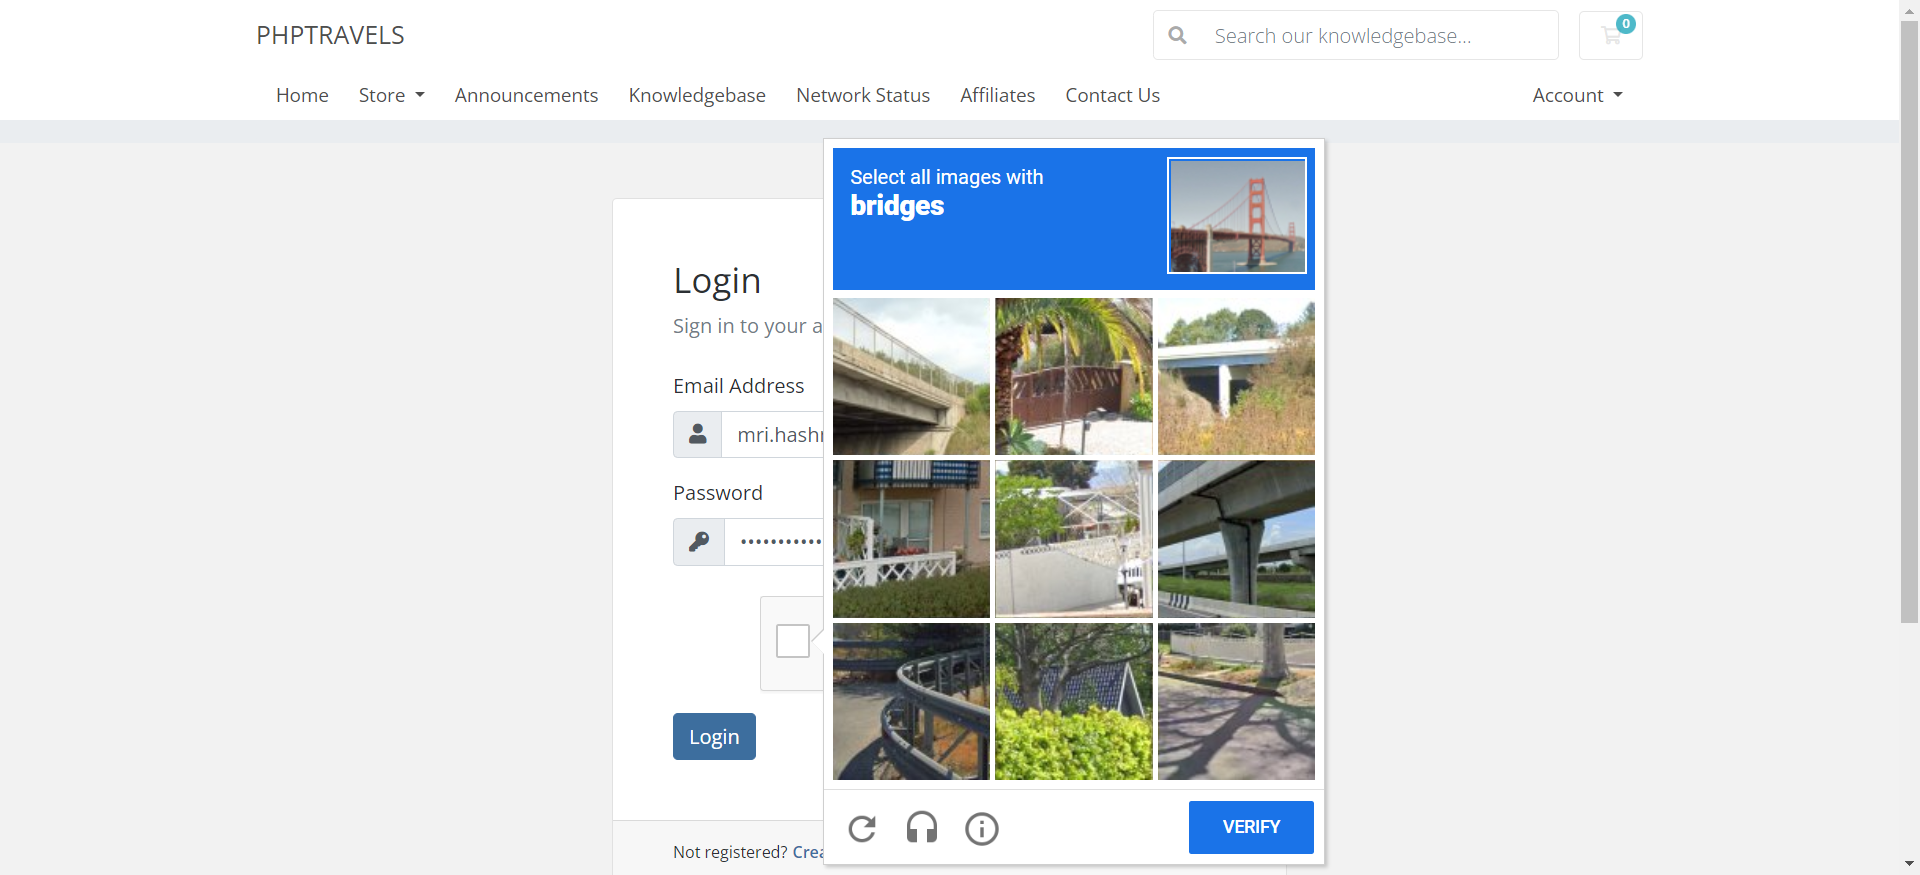 PHPTRAVELS
Search our knowledgebase...
0
Home
Store
Announcements
Knowledgebase
Network Status
Affiliates
Contact Us
Account
Select all images with
bridges
Login
Sign in to your a
Email Address
mri.hash
Password
Login
VERIFY
Not registered? Crea